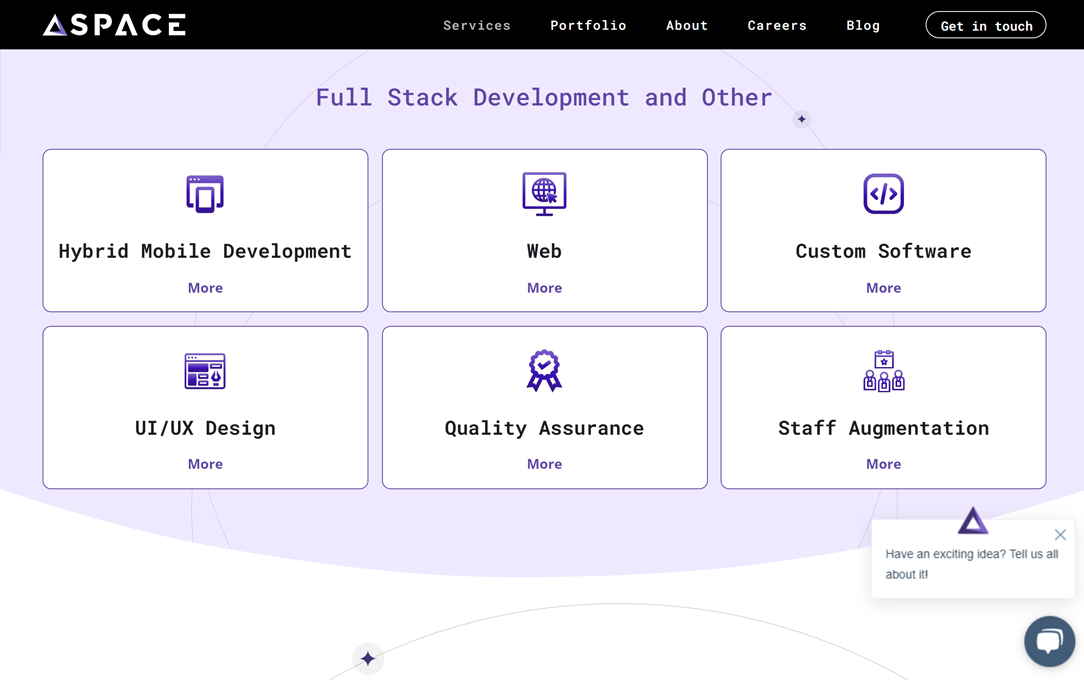 ASPACE
Services Portfolio About Careers Blog Get in touch
Full Stack Development and Other
Hybrid Mobile Development
More
Web
More
Custom Software
More
UI/UX Design
More
Quality Assurance
More
Staff Augmentation
More
Have an exciting idea? Tell us all
about it!